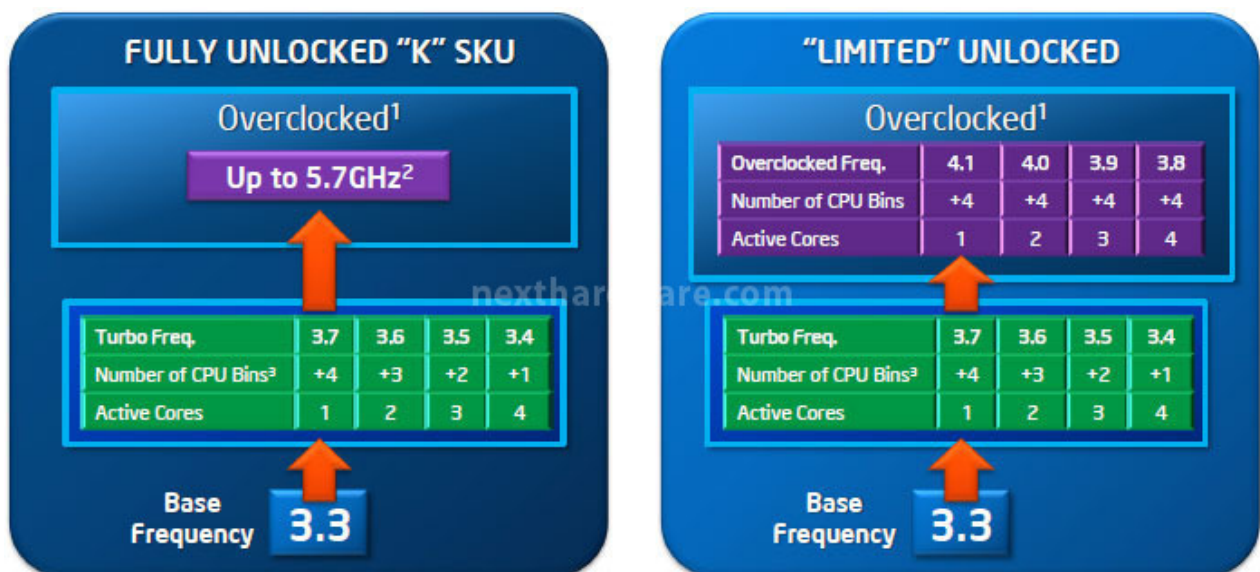 FULLY UNLOCKED “K” SKU
Overclocked¹
Up to 5.7GHz²
Turbo Freq. 3.7 3.6 3.5 3.4
Number of CPU Bins³ +4 +3 +2 +1
Active Cores 1 2 3 4
Base
Frequency 3.3
“LIMITED” UNLOCKED
Overclocked¹
Overclocked Freq. 4.1 4.0 3.9 3.8
Number of CPU Bins +4 +4 +4 +4
Active Cores 1 2 3 4
Turbo Freq. 3.7 3.6 3.5 3.4
Number of CPU Bins³ +4 +3 +2 +1
Active Cores 1 2 3 4
Base
Frequency 3.3
nexthardware.com